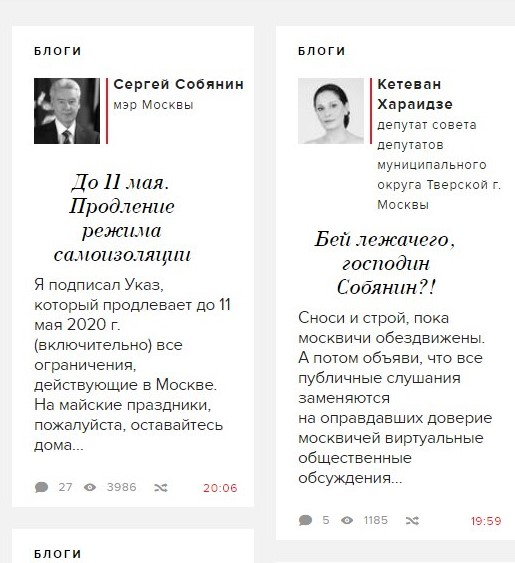 БЛОГИ
Сергей Собянин
мэр Москвы
До 11 мая.
Продление
режима
самоизоляции
Я подписал Указ,
который продлевает до 11
мая 2020 г.
(включительно) все
ограничения,
действующие в Москве.
На майские праздники,
пожалуйста, оставайтесь
дома...
27 3986 20:06
БЛОГИ
БЛОГИ
Кетеван
Хараидзе
депутат совета
депутатов
муниципального
округа Тверской г.
Москвы
Бей лежачего,
господин
Собянин?!
Сноси и строй, пока
москвичи обездвижены.
А потом объяви, что все
публичные слушания
заменяются
на оправдавших доверие
москвичей виртуальные
общественные
обсуждения...
5 1185 19:59